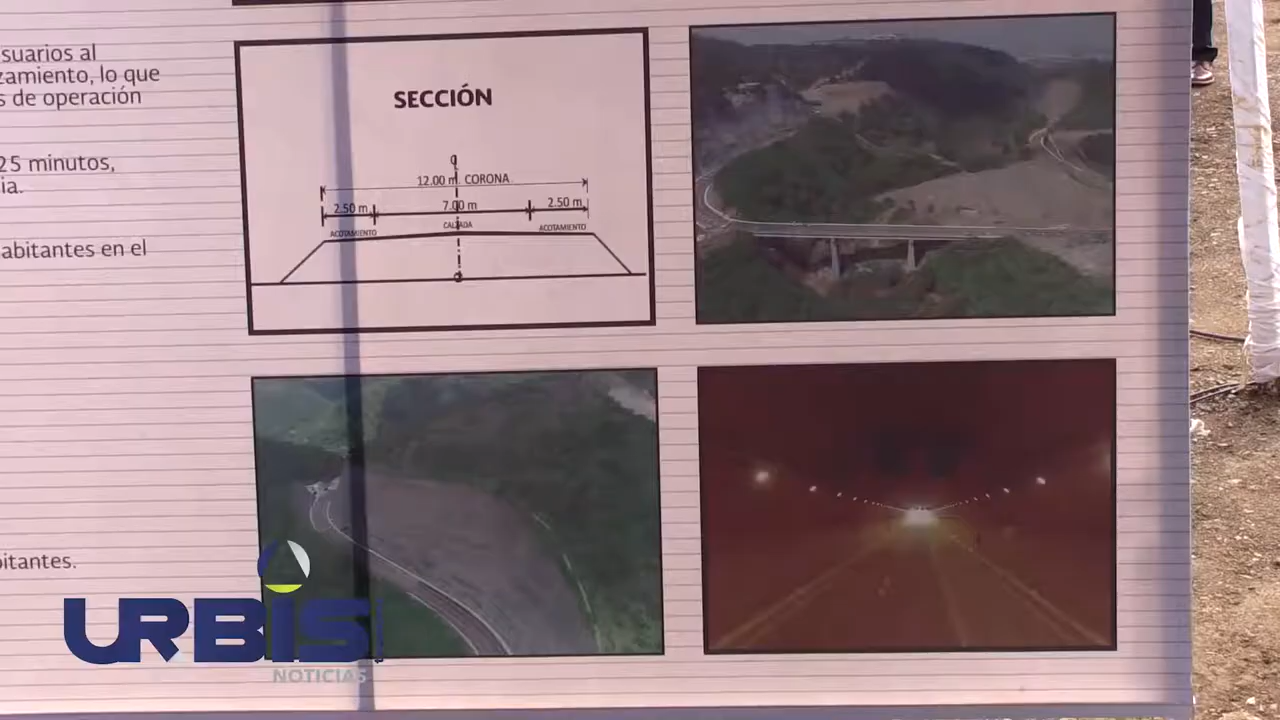 suarios al
zamiento, lo que
s de operación
25 minutos,
ia.
abitantes en el
bitantes.
SECCIÓN
12.00 m. CORONA
2.50 m
7.00 m
2.50 m
ACOTAMIENTO
CALZADA
ACOTAMIENTO
URBIS
NOTICIAS